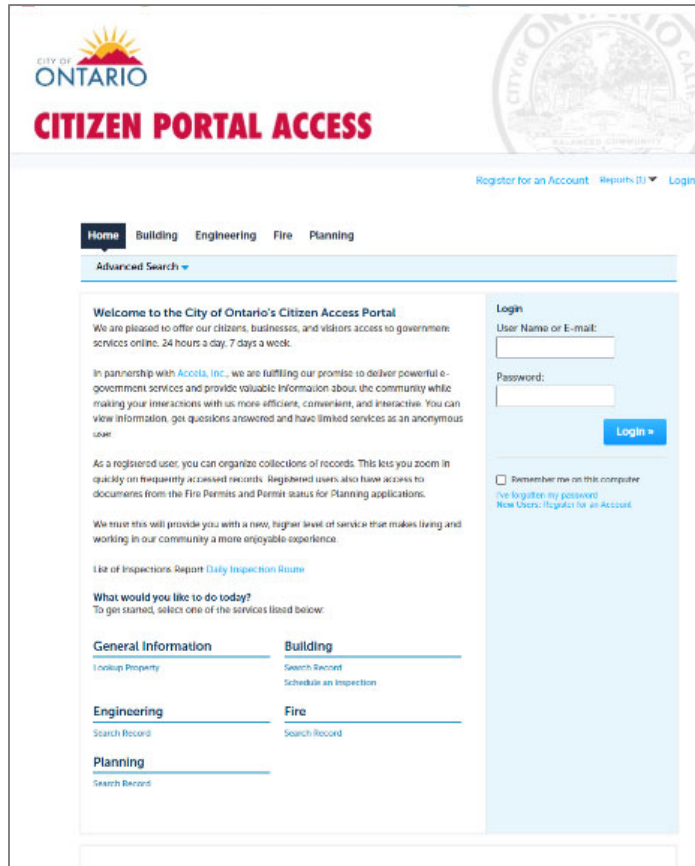 CITY OF
ONTARIO
CITIZEN PORTAL ACCESS
CITY OF ONTARIO
BALANCED COMMUNITY
Register for an Account Reports (1) Login
Home Building Engineering Fire Planning
Advanced Search
Welcome to the City of Ontario's Citizen Access Portal
We are pleased to offer our citizens, businesses, and visitors access to government
services online, 24 hours a day, 7 days a week.
In partnership with Accela, Inc., we are fulfilling our promise to deliver powerful e-
government services and provide valuable information about the community while
making your interactions with us more efficient, convenient, and interactive. You can
view information, get questions answered and have limited services as an anonymous
user.
As a registered user, you can organize collections of records. This lets you zoom in
quickly on frequently accessed records. Registered users also have access to
documents from the Fire Permits and Permit status for Planning applications.
We trust this will provide you with a new, higher level of service that makes living and
working in our community a more enjoyable experience.
List of Inspections Report Daily Inspection Route
What would you like to do today?
To get started, select one of the services listed below:
General Information
Lookup Property
Building
Search Record
Schedule an Inspection
Engineering
Search Record
Fire
Search Record
Planning
Search Record
Login
User Name or E-mail:
Password:
Login »
Remember me on this computer
I've forgotten my password
New Users: Register for an Account